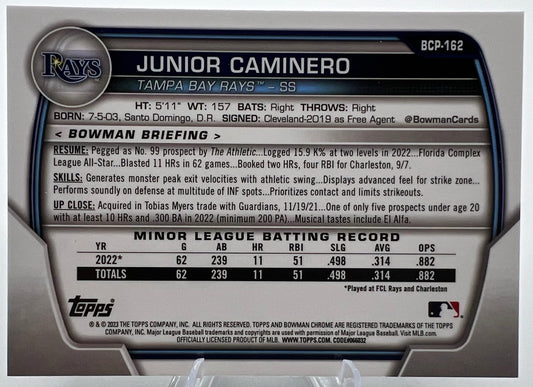 BCP-162
RAYS
JUNIOR CAMINERO
TAMPA BAY RAYS™ – SS
HT: 5'11" WT: 157 BATS: Right THROWS: Right
BORN: 7-5-03, Santo Domingo, D.R. SIGNED: Cleveland-2019 as Free Agent @BowmanCards
< BOWMAN BRIEFING >
RESUME: Pegged as No. 99 prospect by The Athletic...Logged 15.9 K% at two levels in 2022...Florida Complex
League All-Star...Blasted 11 HRs in 62 games...Booked two HRs, four RBI for Charleston, 9/7.
SKILLS: Generates monster peak exit velocities with athletic swing...Displays advanced feel for strike zone...
Performs soundly on defense at multitude of INF spots...Prioritizes contact and limits strikeouts.
UP CLOSE: Acquired in Tobias Myers trade with Guardians, 11/19/21...One of only five prospects under age 20
with at least 10 HRs and .300 BA in 2022 (minimum 200 PA)...Musical tastes include El Alfa.
MINOR LEAGUE BATTING RECORD
YR G AB HR RBI SLG AVG OPS
2022* 62 239 11 51 .498 .314 .882
TOTALS 62 239 11 51 .498 .314 .882
*Played at FCL Rays and Charleston
Topps
® & © 2023 THE TOPPS COMPANY, INC. ALL RIGHTS RESERVED. TOPPS AND BOWMAN CHROME ARE REGISTERED TRADEMARKS OF THE TOPPS
COMPANY, INC. Major League Baseball trademarks and copyrights are used with permission of Major League Baseball. Visit MLB.com.
OFFICIALLY LICENSED PRODUCT OF MLB. WWW.TOPPS.COM. CODE#066032